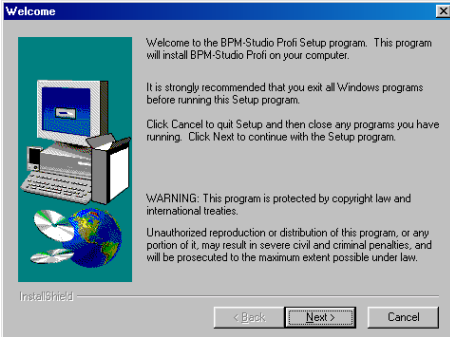 Welcome
Welcome to the BPM-Studio Profi Setup program. This program
will install BPM-Studio Profi on your computer.
It is strongly recommended that you exit all Windows programs
before running this Setup program.
Click Cancel to quit Setup and then close any programs you have
running. Click Next to continue with the Setup program.
WARNING: This program is protected by copyright law and
international treaties.
Unauthorized reproduction or distribution of this program, or any
portion of it, may result in severe civil and criminal penalties, and
will be prosecuted to the maximum extent possible under law.
InstallShield
< Back Next > Cancel